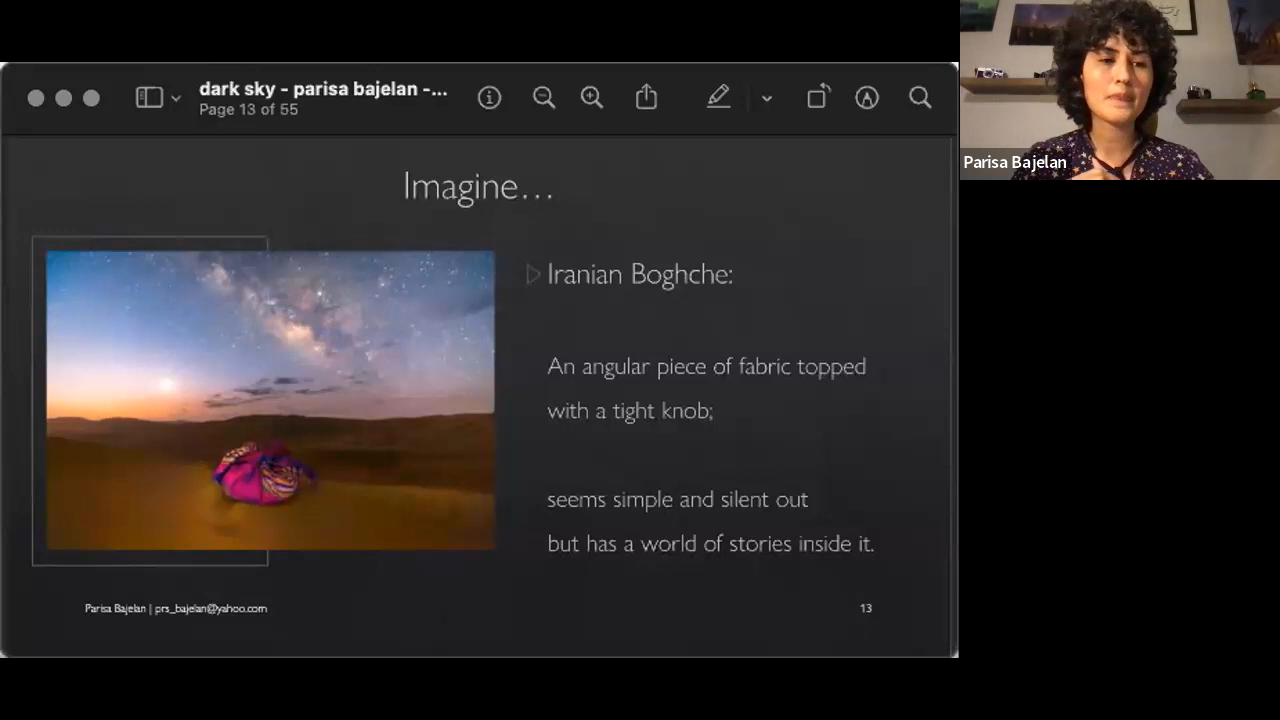 dark sky - parisa bajelan -...
Page 13 of 55
Parisa Bajelan
Imagine...
Iranian Boghche:
An angular piece of fabric topped
with a tight knob;
seems simple and silent out
but has a world of stories inside it.
Parisa Bajelan | prs_bajelan@yahoo.com
13